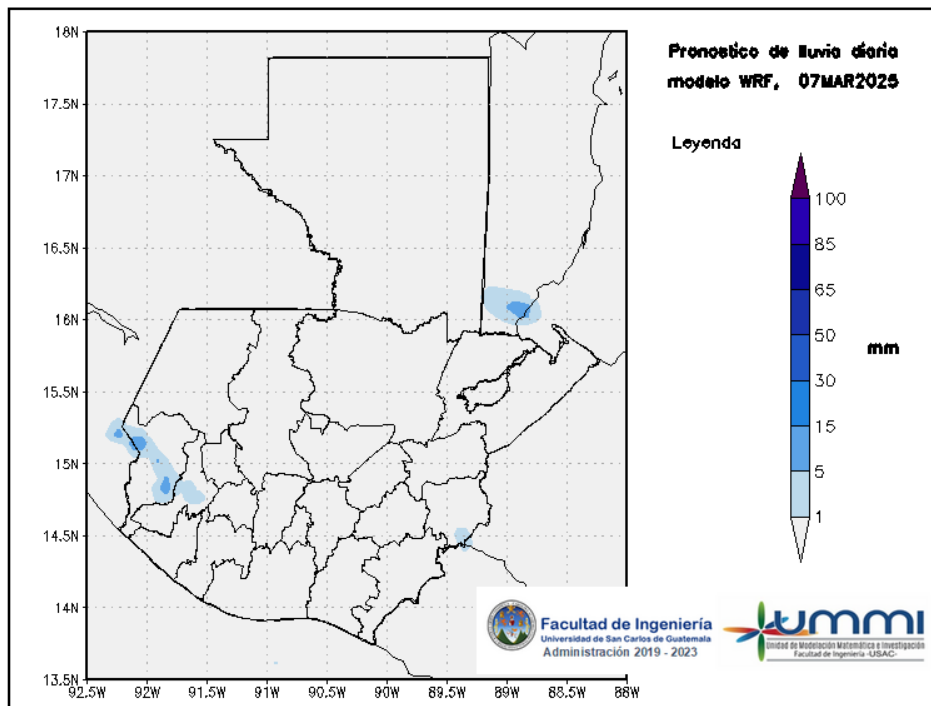 Pronostico de lluvia diaria
modelo WRF, 07MAR2025
Leyenda
100
85
65
50
30
15
5
1
mm
18N
17.5N
17N
16.5N
16N
15.5N
15N
14.5N
14N
13.5N
92.5W
92W
91.5W
91W
90.5W
90W
89.5W
89W
88.5W
88W
Facultad de Ingeniería
Universidad de San Carlos de Guatemala
Administración 2019 - 2023
ummi
Unidad de Modelación Matemática e Investigación
Facultad de Ingeniería -USAC-